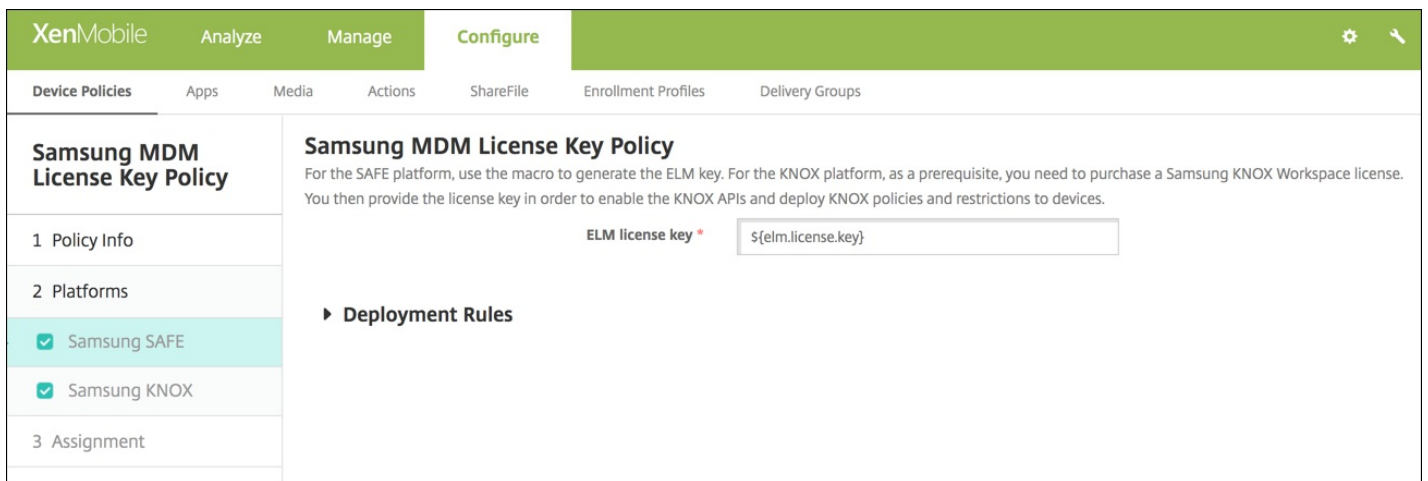 XenMobile Analyze Manage Configure
Device Policies Apps Media Actions ShareFile Enrollment Profiles Delivery Groups
Samsung MDM
License Key Policy
1 Policy Info
2 Platforms
Samsung SAFE
Samsung KNOX
3 Assignment
Samsung MDM License Key Policy
For the SAFE platform, use the macro to generate the ELM key. For the KNOX platform, as a prerequisite, you need to purchase a Samsung KNOX Workspace license.
You then provide the license key in order to enable the KNOX APIs and deploy KNOX policies and restrictions to devices.
ELM license key * ${elm.license.key}
Deployment Rules